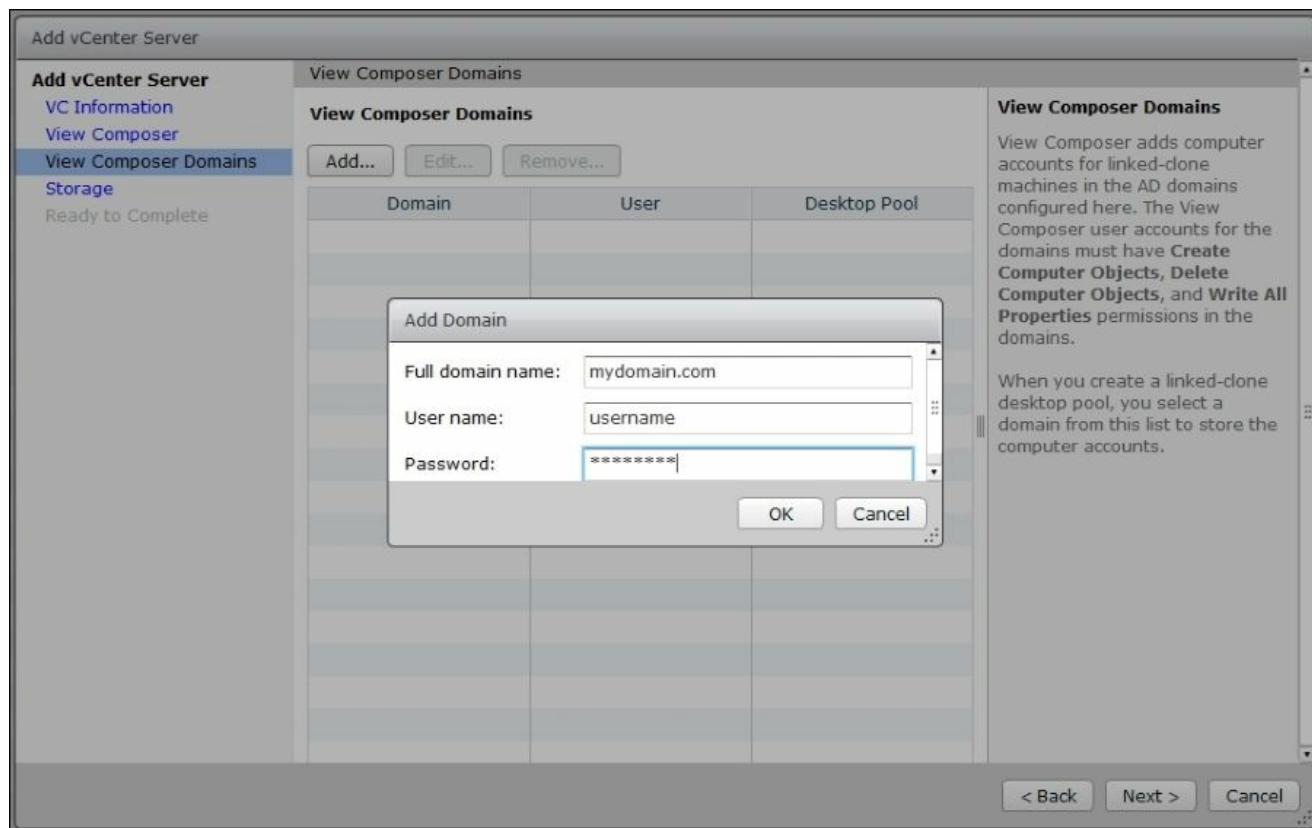 Add vCenter Server
Add vCenter Server
VC Information
View Composer
View Composer Domains
Storage
Ready to Complete
View Composer Domains
View Composer Domains
Add... Edit... Remove...
Domain User Desktop Pool
Add Domain
Full domain name: mydomain.com
User name: username
Password: ********
OK Cancel
View Composer Domains
View Composer adds computer
accounts for linked-clone
machines in the AD domains
configured here. The View
Composer user accounts for the
domains must have Create
Computer Objects, Delete
Computer Objects, and Write All
Properties permissions in the
domains.
When you create a linked-clone
desktop pool, you select a
domain from this list to store the
computer accounts.
< Back Next > Cancel